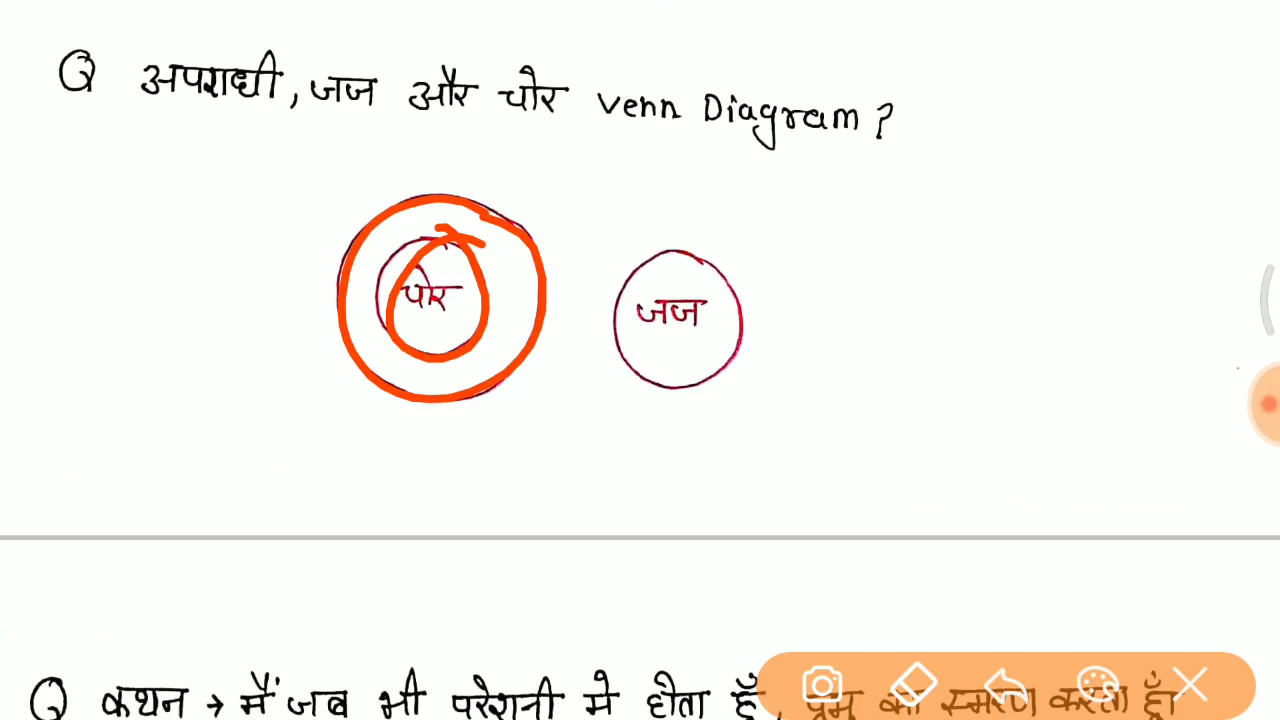 Q अपराधी, जज और चोर Venn Diagram?
चोर
जज
Q कथन → मैं जब भी परेशानी मे होता हूँ, प्रभु का स्मरण करता हूँ